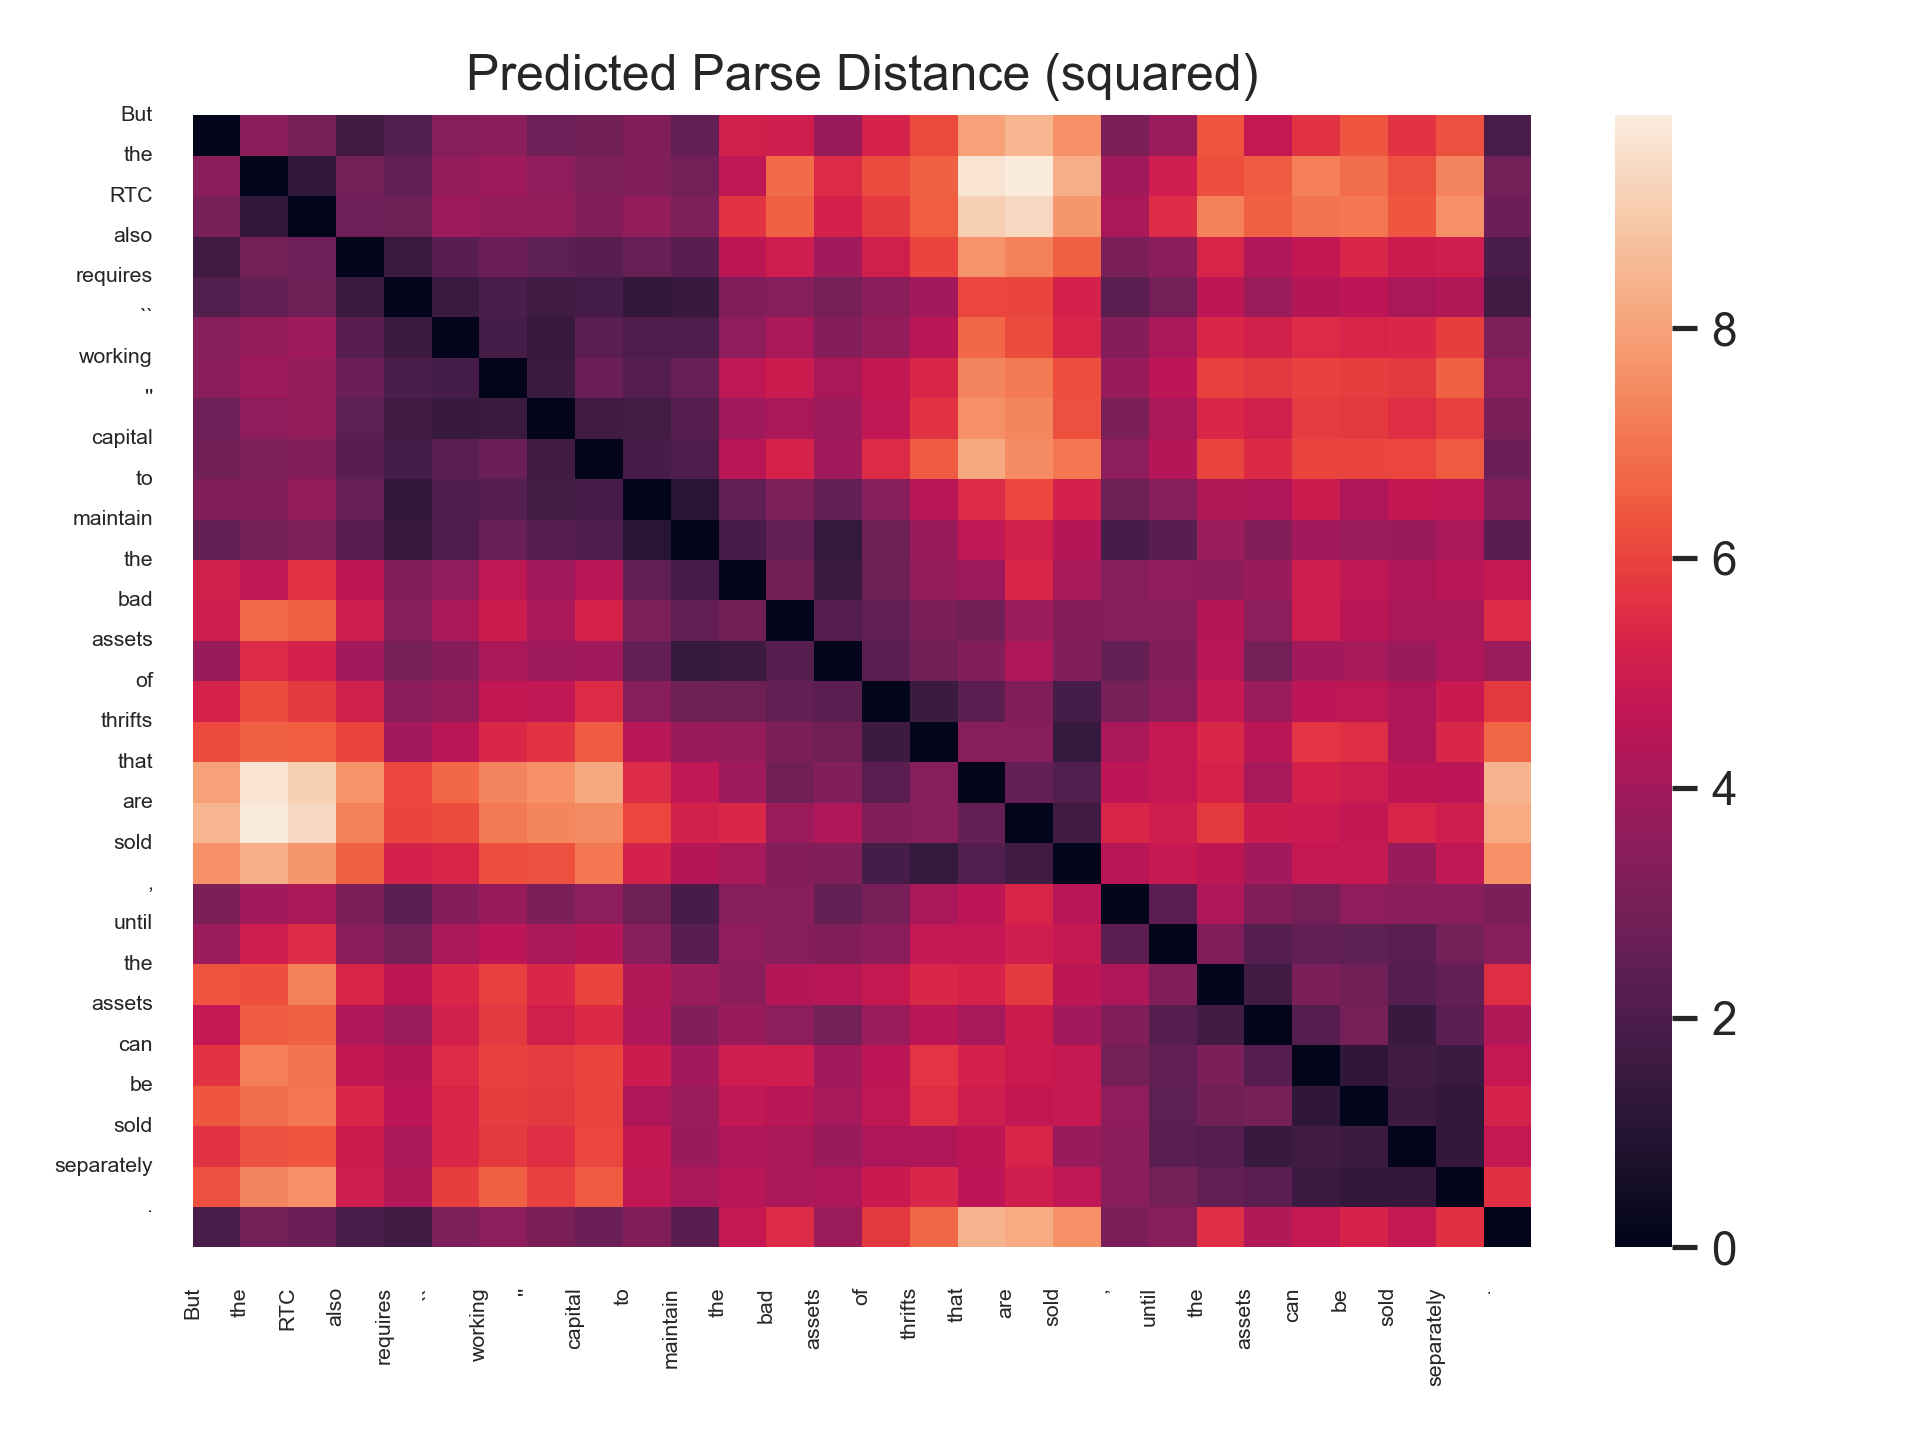 Predicted Parse Distance (squared)
But
the
RTC
also
requires
``
working
''
capital
to
maintain
the
bad
assets
of
thrifts
that
are
sold
,
until
the
assets
can
be
sold
separately
.
8
6
4
2
0
But
the
RTC
also
requires
``
working
''
capital
to
maintain
the
bad
assets
of
thrifts
that
are
sold
,
until
the
assets
can
be
sold
separately
.